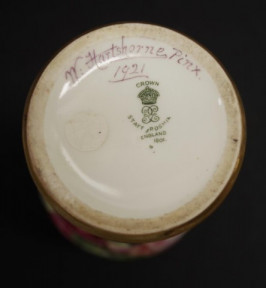 W. Hartshorne, Pinx.
1921
CROWN
STAFFORDSHIRE
ENGLAND